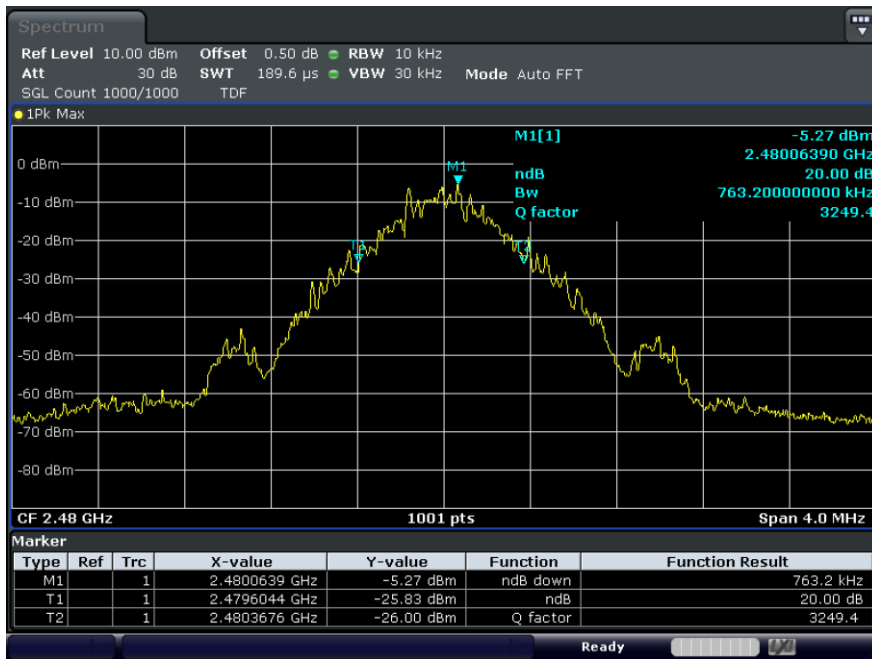 Spectrum
Ref Level 10.00 dBm Offset 0.50 dB RBW 10 kHz
Att 30 dB SWT 189.6 µs VBW 30 kHz Mode Auto FFT
SGL Count 1000/1000 TDF
1Pk Max
M1[1] -5.27 dBm
2.48006390 GHz
ndB 20.00 dB
Bw 763.200000000 kHz
Q factor 3249.4
M1
T1
T2
0 dBm
-10 dBm
-20 dBm
-30 dBm
-40 dBm
-50 dBm
-60 dBm
-70 dBm
-80 dBm
CF 2.48 GHz 1001 pts Span 4.0 MHz
Marker
Type Ref Trc X-value Y-value Function Function Result
M1 1 2.4800639 GHz -5.27 dBm ndB down 763.2 kHz
T1 1 2.4796044 GHz -25.83 dBm ndB 20.00 dB
T2 1 2.4803676 GHz -26.00 dBm Q factor 3249.4
Ready